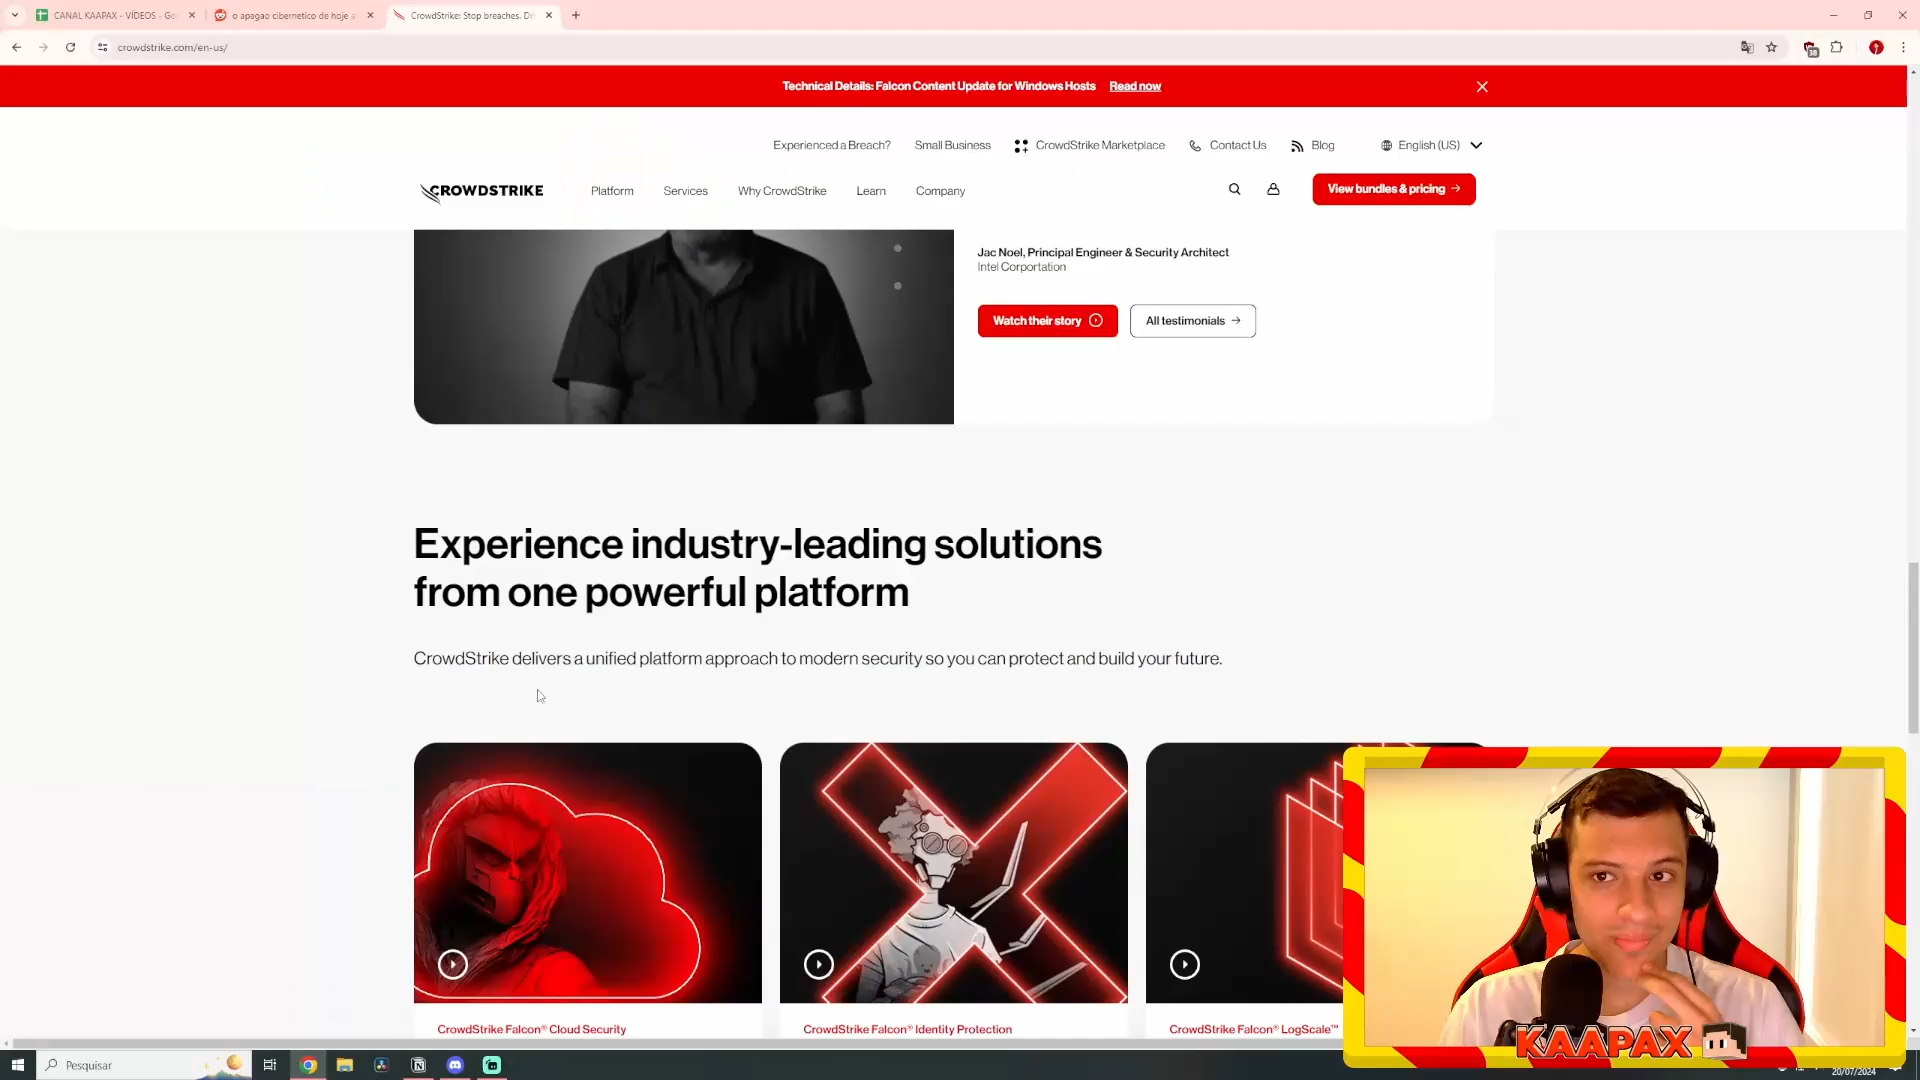 CANAL KAAPAX - VÍDEOS - Go
o apagao cibernetico de hoje a
CrowdStrike: Stop breaches. Dr
crowdstrike.com/en-us/
Technical Details: Falcon Content Update for Windows Hosts Read now
Experienced a Breach? Small Business CrowdStrike Marketplace Contact Us Blog English (US)
CROWDSTRIKE Platform Services Why CrowdStrike Learn Company View bundles & pricing →
Jac Noel, Principal Engineer & Security Architect
Intel Corportation
Watch their story All testimonials →
Experience industry-leading solutions
from one powerful platform
CrowdStrike delivers a unified platform approach to modern security so you can protect and build your future.
CrowdStrike Falcon® Cloud Security
CrowdStrike Falcon® Identity Protection
CrowdStrike Falcon® LogScale™
KAAPAX
Pesquisar
20/07/2024